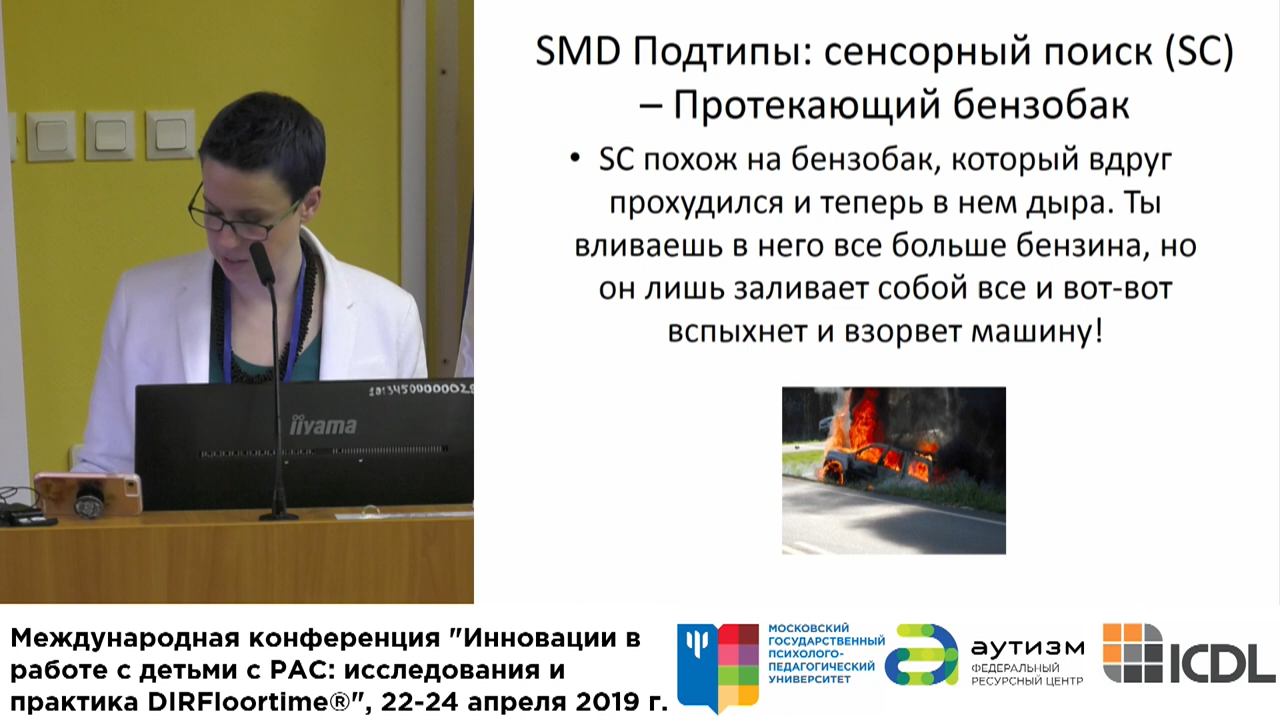 SMD Подтипы: сенсорный поиск (SC)
– Протекающий бензобак
• SC похож на бензобак, который вдруг
прохудился и теперь в нем дыра. Ты
вливаешь в него все больше бензина, но
он лишь заливает собой все и вот-вот
вспыхнет и взорвет машину!
iiyama
Международная конференция "Инновации в
работе с детьми с РАС: исследования и
практика DIRFloortime®", 22-24 апреля 2019 г.
МОСКОВСКИЙ
ГОСУДАРСТВЕННЫЙ
ПСИХОЛОГО-
ПЕДАГОГИЧЕСКИЙ
УНИВЕРСИТЕТ
аутизм
ФЕДЕРАЛЬНЫЙ
РЕСУРСНЫЙ ЦЕНТР
ICDL